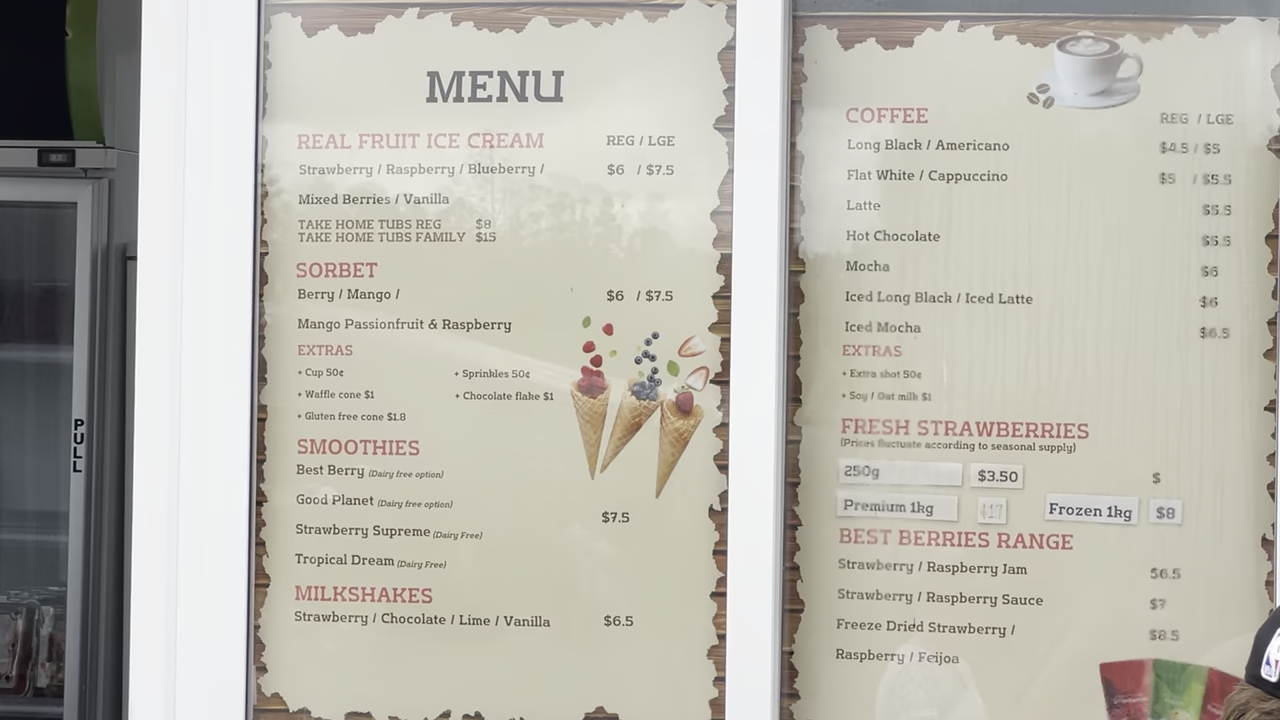 PULL
MENU
REAL FRUIT ICE CREAM REG / LGE
Strawberry / Raspberry / Blueberry / $6 / $7.5
Mixed Berries / Vanilla
TAKE HOME TUBS REG $8
TAKE HOME TUBS FAMILY $15
SORBET
Berry / Mango / $6 / $7.5
Mango Passionfruit & Raspberry
EXTRAS
+ Cup 50¢ + Sprinkles 50¢
+ Waffle cone $1 + Chocolate flake $1
+ Gluten free cone $1.8
SMOOTHIES
Best Berry (Dairy free option)
Good Planet (Dairy free option)
$7.5
Strawberry Supreme (Dairy Free)
Tropical Dream (Dairy Free)
MILKSHAKES
Strawberry / Chocolate / Lime / Vanilla $6.5
COFFEE REG / LGE
Long Black / Americano $4.5 / $5
Flat White / Cappuccino $5 / $5.5
Latte $5.5
Hot Chocolate $5.5
Mocha $6
Iced Long Black / Iced Latte $6
Iced Mocha $6.5
EXTRAS
+ Extra shot 50¢
+ Soy / Oat milk $1
FRESH STRAWBERRIES
(Prices fluctuate according to seasonal supply)
250g $3.50 $
Premium 1kg Frozen 1kg $8
BEST BERRIES RANGE
Strawberry / Raspberry Jam $6.5
Strawberry / Raspberry Sauce $7
Freeze Dried Strawberry / $8.5
Raspberry / Feijoa